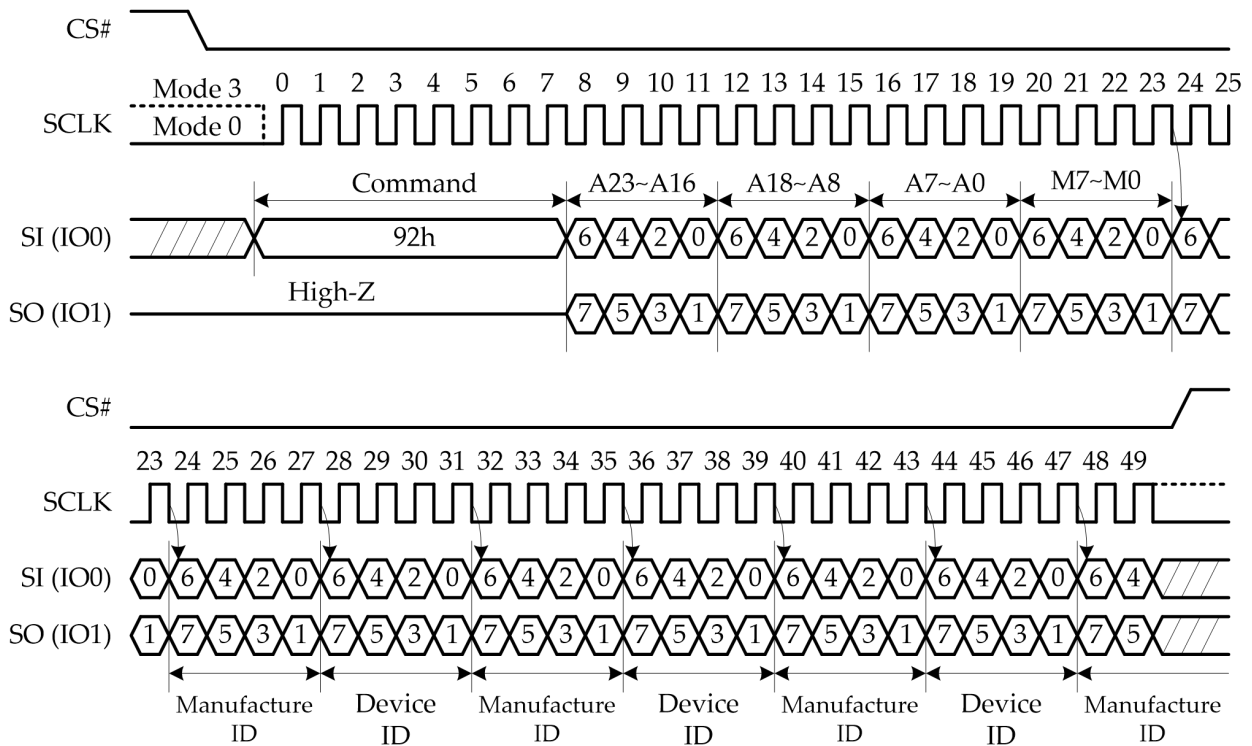 CS#
0 1 2 3 4 5 6 7 8 9 10 11 12 13 14 15 16 17 18 19 20 21 22 23 24 25
Mode 3
SCLK
Mode 0
Command A23~A16 A18~A8 A7~A0 M7~M0
SI (IO0) 92h 6 4 2 0 6 4 2 0 6 4 2 0 6 4 2 0 6
High-Z
SO (IO1) 7 5 3 1 7 5 3 1 7 5 3 1 7 5 3 1 7
CS#
23 24 25 26 27 28 29 30 31 32 33 34 35 36 37 38 39 40 41 42 43 44 45 46 47 48 49
SCLK
SI (IO0) 0 6 4 2 0 6 4 2 0 6 4 2 0 6 4 2 0 6 4 2 0 6 4 2 0 6 4
SO (IO1) 1 7 5 3 1 7 5 3 1 7 5 3 1 7 5 3 1 7 5 3 1 7 5 3 1 7 5
Manufacture Device Manufacture Device Manufacture Device Manufacture
ID ID ID ID ID ID ID